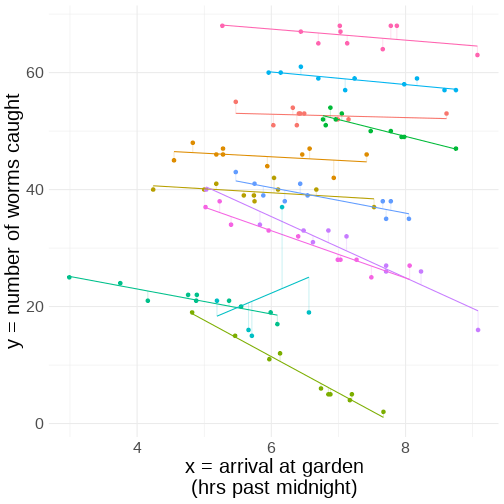 y = number of worms caught
60
40
20
0
4
6
8
x = arrival at garden
(hrs past midnight)